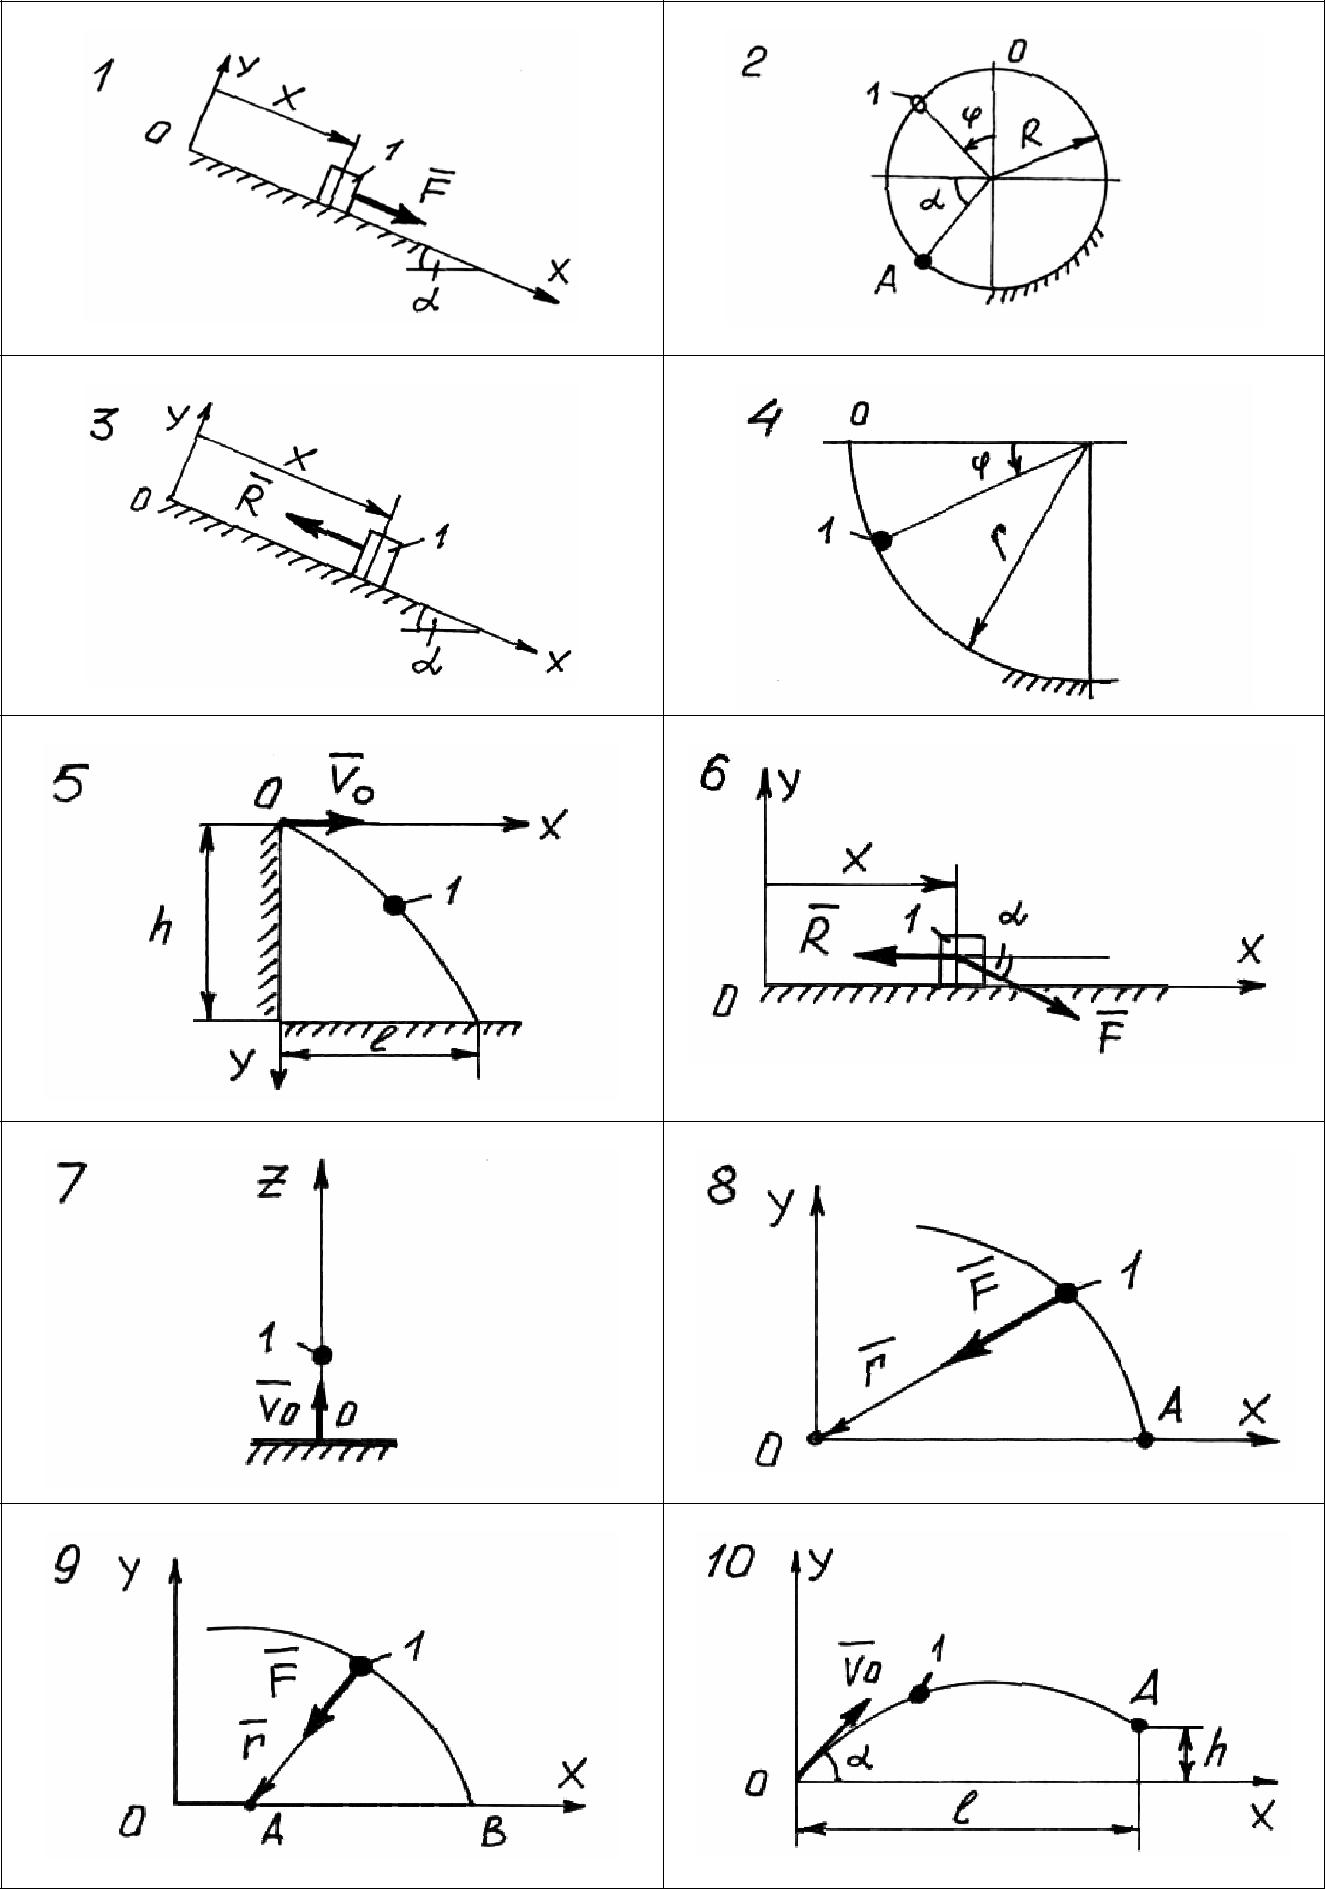 1
y
x
0
1
F̅
x
α
2
0
1
φ
R
α
A
3
y
x
R̅
0
1
α
x
4
0
φ
1
r
5
0
V̅₀
x
1
h
l
y
6
y
x
R̅
1
α
x
0
F̅
7
z
1
V̅₀
0
8
y
F̅
1
r̅
A
x
0
9
y
1
F̅
r̅
x
0
A
B
10
y
V̅₀
1
A
α
h
0
l
x